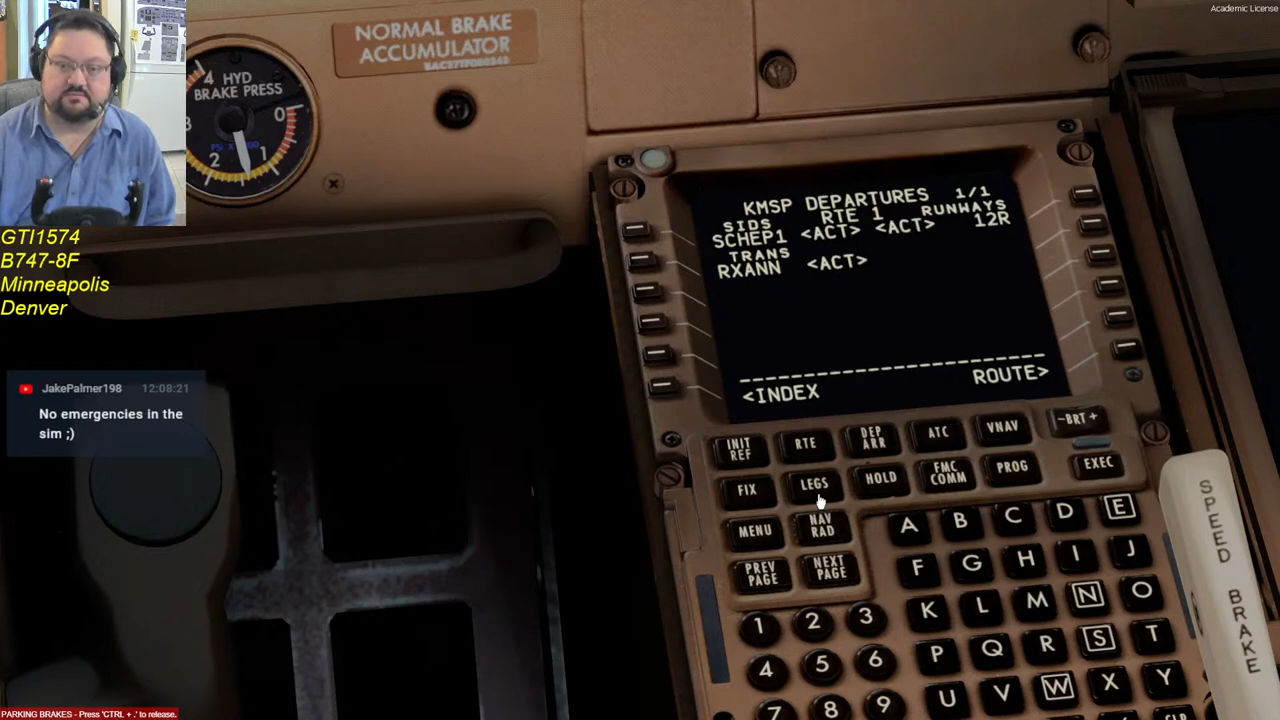 Academic License
NORMAL BRAKE
ACCUMULATOR
4 HYD
BRAKE PRESS
0
3
2
1
GTI1574
B747-8F
Minneapolis
Denver
JakePalmer198 12:08:21
No emergencies in the
sim ;)
KMSP DEPARTURES 1/1
SIDS RTE 1 RUNWAYS
SCHEP1 <ACT> <ACT> 12R
TRANS
RXANN <ACT>
<INDEX ROUTE>
INIT REF
RTE
DEP ARR
ATC
VNAV
-BRT+
FIX
LEGS
HOLD
FMC COMM
PROG
EXEC
MENU
NAV RAD
PREV PAGE
NEXT PAGE
A B C D E
F G H I J
K L M N O
P Q R S T
U V W X Y
1 2 3
4 5 6
7 8 9
SPEED BRAKE
PARKING BRAKES - Press "CTRL + ." to release.